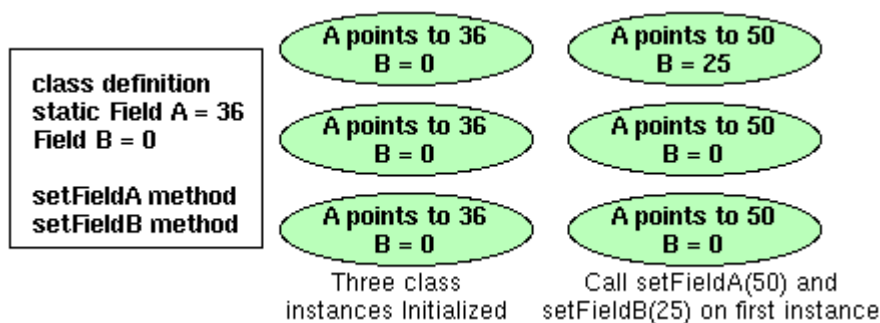 class definition
static Field A = 36
Field B = 0
setFieldA method
setFieldB method
A points to 36
B = 0
A points to 36
B = 0
A points to 36
B = 0
Three class
instances Initialized
A points to 50
B = 25
A points to 50
B = 0
A points to 50
B = 0
Call setFieldA(50) and
setFieldB(25) on first instance